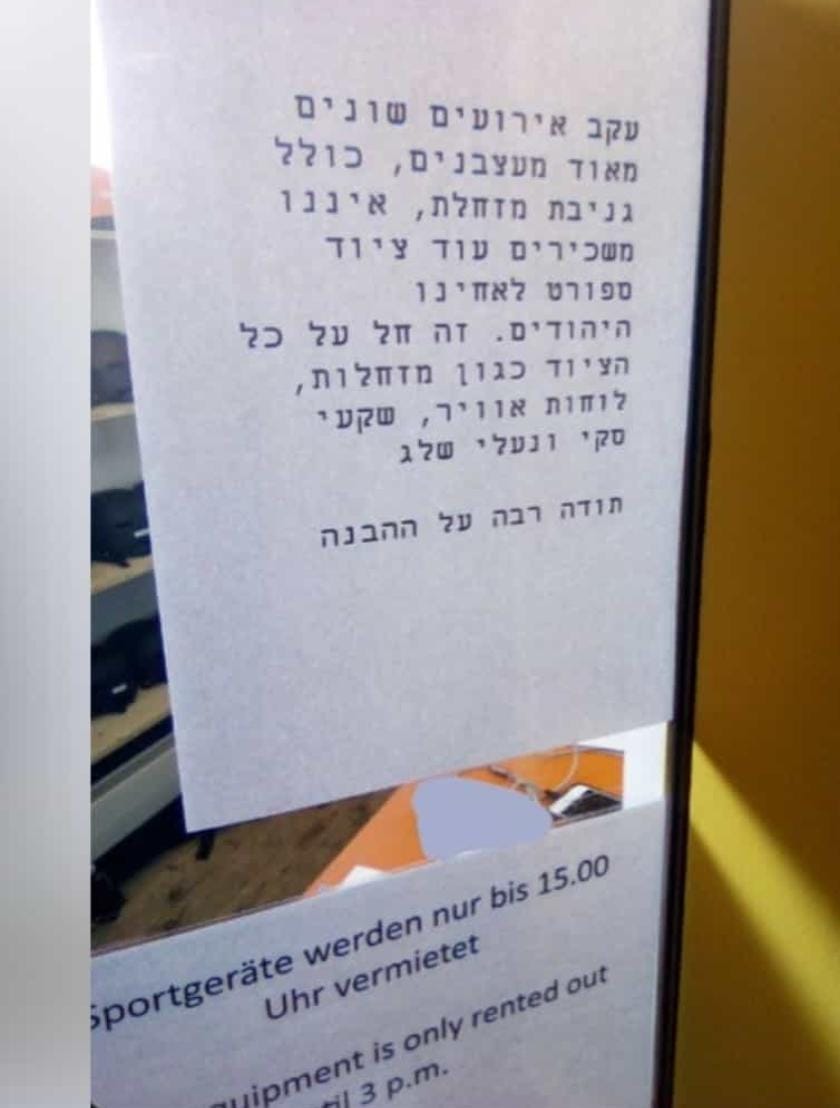 עקב אירועים שונים
מאוד מעצבנים, כולל
גניבת מזחלת, איננו
משכירים עוד ציוד
ספורט לאחינו
היהודים. זה חל על כל
הציוד כגון מזחלות,
לוחות אוויר, שקעי
סקי ונעלי שלג
תודה רבה על ההבנה
Sportgeräte werden nur bis 15.00
Uhr vermietet
quipment is only rented out
til 3 p.m.